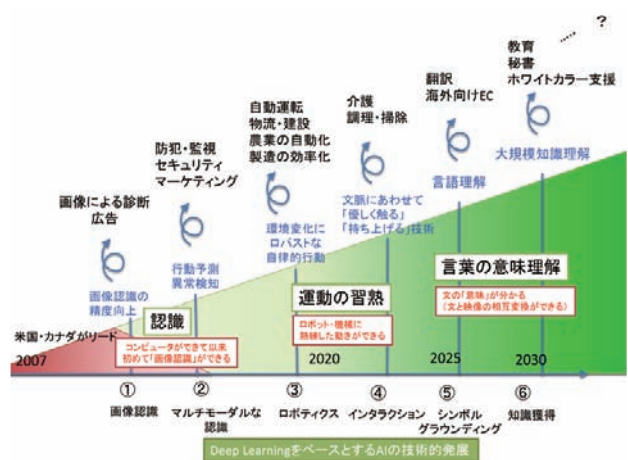 ?
教育
秘書
ホワイトカラー支援
翻訳
海外向けEC
介護
調理・掃除
自動運転
物流・建設
農業の自動化
製造の効率化
防犯・監視
セキュリティ
マーケティング
画像による診断
広告
大規模知識理解
言語理解
文脈にあわせて
「優しく触る」
「持ち上げる」技術
環境変化に
ロバストな
自律的行動
行動予測
異常検知
画像認識の
精度向上
言葉の意味理解
文の「意味」が分かる
(文と映像の相互変換ができる)
運動の習熟
ロボット・機械に
熟練した動きができる
認識
コンピュータができて以来
初めて「画像認識」ができる
米国・カナダがリード
2007
2020
2025
2030
①
②
③
④
⑤
⑥
画像認識
マルチモーダルな
認識
ロボティクス
インタラクション
シンボル
グラウンディング
知識獲得
Deep LearningをベースとするAIの技術的発展